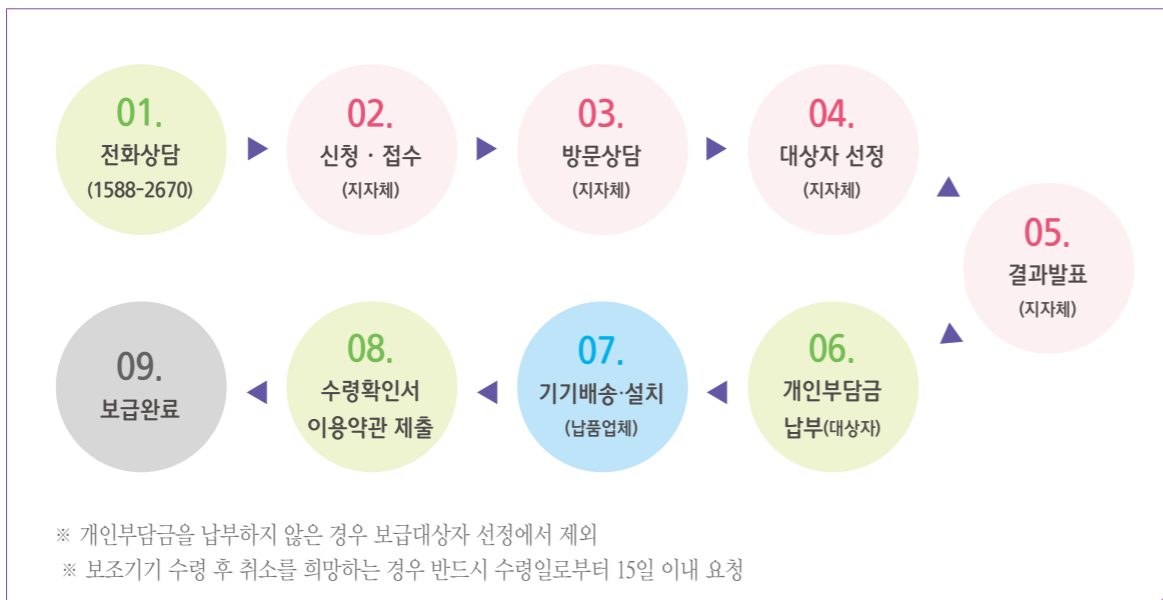 01.
전화상담
(1588-2670)
02.
신청 · 접수
(지자체)
03.
방문상담
(지자체)
04.
대상자 선정
(지자체)
05.
결과발표
(지자체)
06.
개인부담금
납부(대상자)
07.
기기배송·설치
(납품업체)
08.
수령확인서
이용약관 제출
09.
보급완료
※ 개인부담금을 납부하지 않은 경우 보급대상자 선정에서 제외
※ 보조기기 수령 후 취소를 희망하는 경우 반드시 수령일로부터 15일 이내 요청